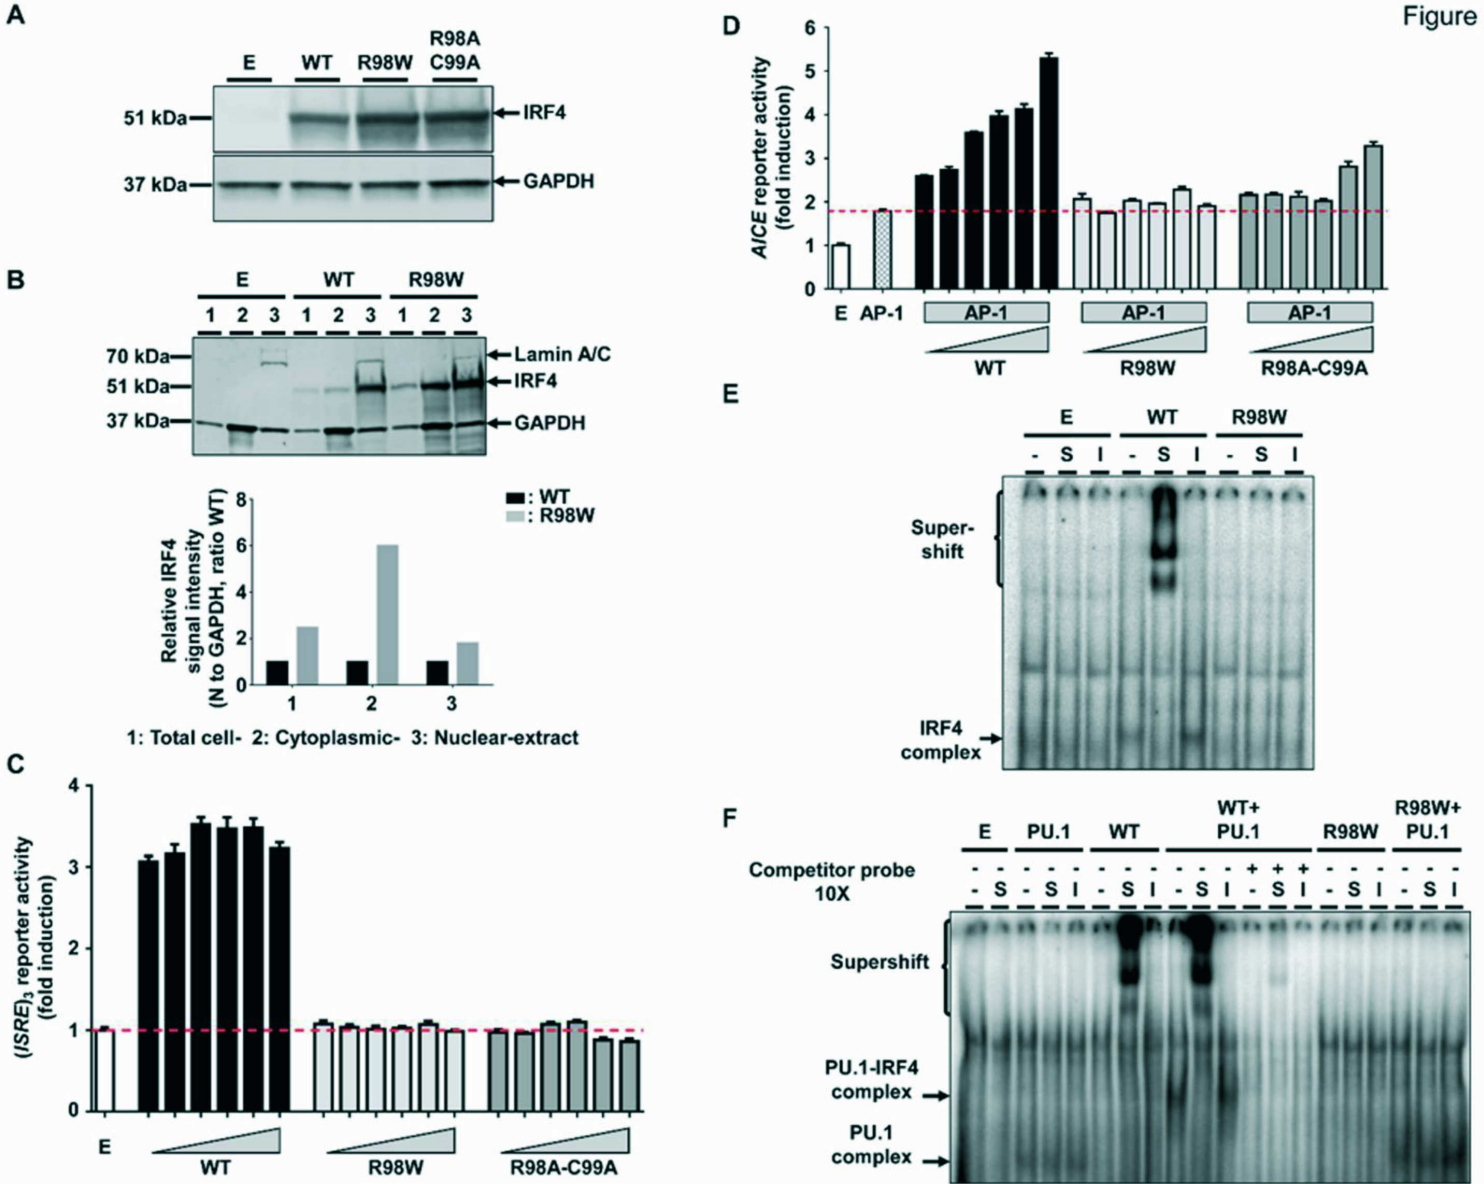 Figure
A
E WT R98W R98A C99A
51 kDa
IRF4
37 kDa
GAPDH
B
E WT R98W
1 2 3 1 2 3 1 2 3
70 kDa
Lamin A/C
51 kDa
IRF4
37 kDa
GAPDH
Relative IRF4
signal intensity
(N to GAPDH, ratio WT)
8
6
4
2
0
: WT
: R98W
1 2 3
1: Total cell- 2: Cytoplasmic- 3: Nuclear-extract
C
(ISRE)3 reporter activity
(fold induction)
4
3
2
1
0
E
WT R98W R98A-C99A
D
AICE reporter activity
(fold induction)
6
5
4
3
2
1
0
E AP-1 AP-1 AP-1 AP-1
WT R98W R98A-C99A
E
E WT R98W
- S I - S I - S I
Super-
shift
IRF4
complex
F
E PU.1 WT WT+ PU.1 R98W R98W+ PU.1
Competitor probe
10X
- - - - - - - - - - - + + + - - - - - -
- S - S I - S I - S I - S I - S I - S I
Supershift
PU.1-IRF4
complex
PU.1
complex